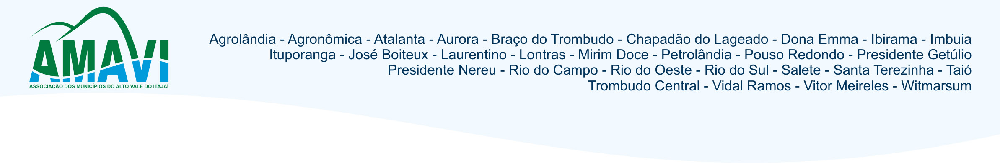 AMAVI
ASSOCIAÇÃO DOS MUNICÍPIOS DO ALTO VALE DO ITAJAÍ
Agrolândia - Agronômica - Atalanta - Aurora - Braço do Trombudo - Chapadão do Lageado - Dona Emma - Ibirama - Imbuia
Ituporanga - José Boiteux - Laurentino - Lontras - Mirim Doce - Petrolândia - Pouso Redondo - Presidente Getúlio
Presidente Nereu - Rio do Campo - Rio do Oeste - Rio do Sul - Salete - Santa Terezinha - Taió
Trombudo Central - Vidal Ramos - Vitor Meireles - Witmarsum